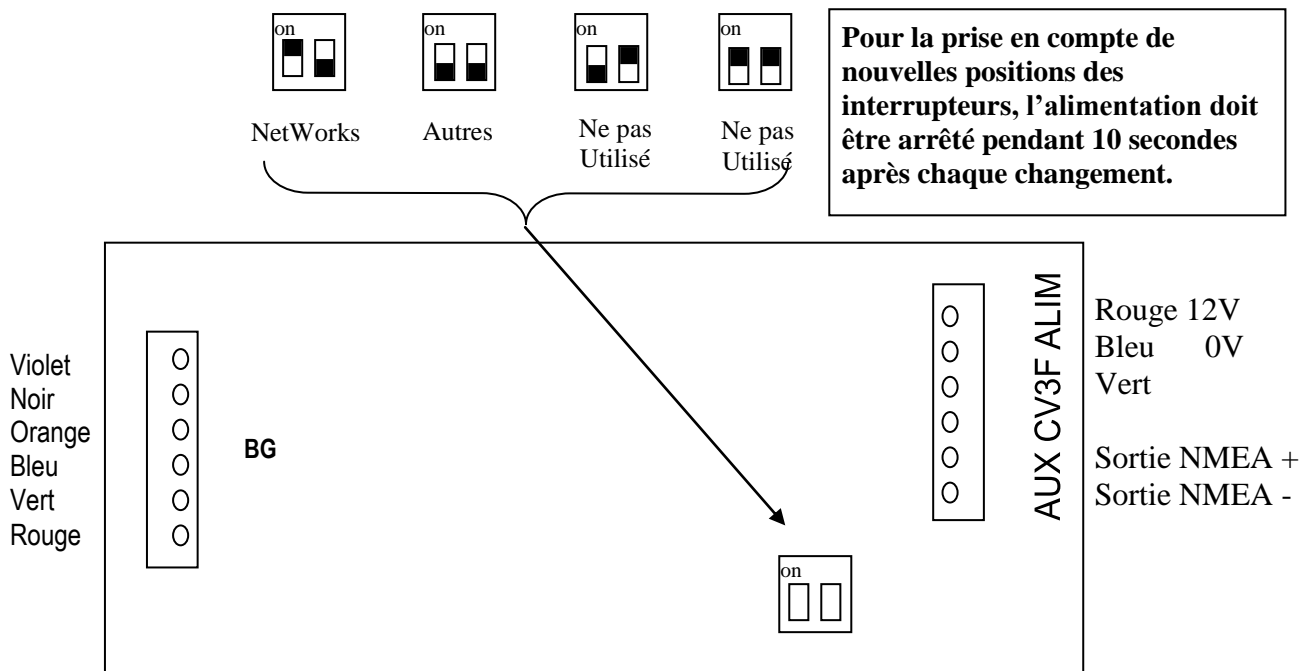 on
on
on
on
NetWorks
Autres
Ne pas
Utilisé
Ne pas
Utilisé
Pour la prise en compte de
nouvelles positions des
interrupteurs, l’alimentation doit
être arrêté pendant 10 secondes
après chaque changement.
Violet
Noir
Orange
Bleu
Vert
Rouge
BG
on
AUX CV3F ALIM
Rouge 12V
Bleu 0V
Vert
Sortie NMEA +
Sortie NMEA -